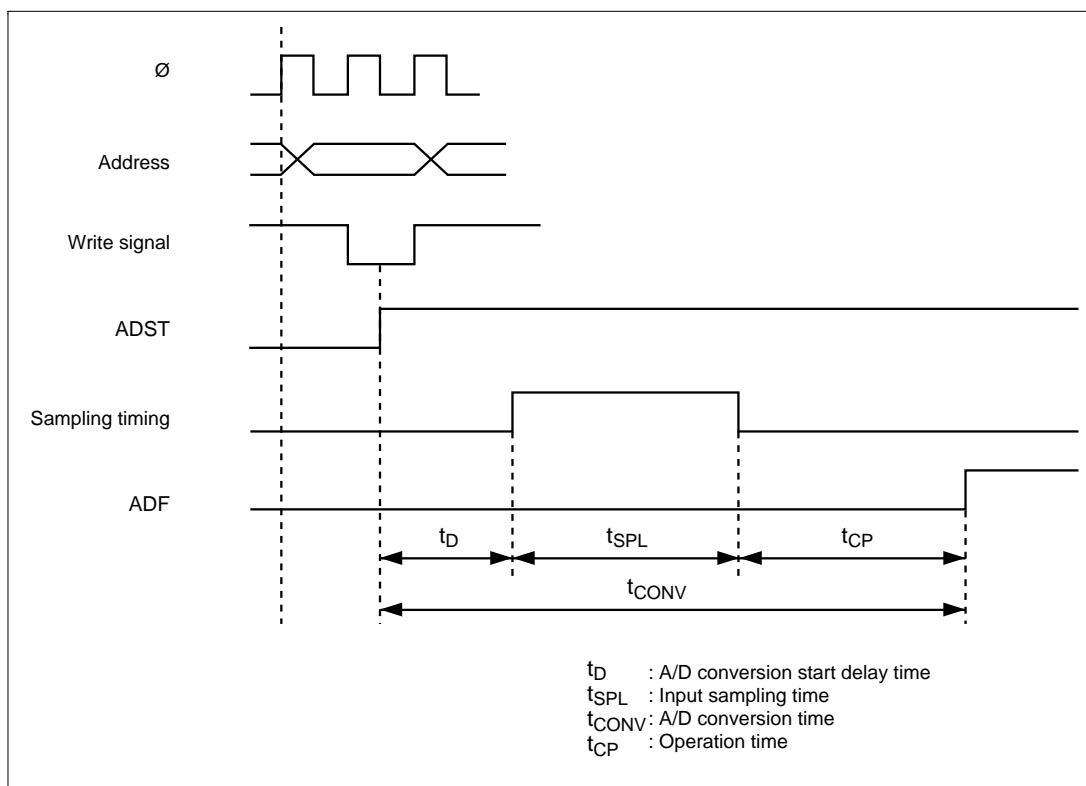 Ø
Address
Write signal
ADST
Sampling timing
ADF
tD
tSPL
tCP
tCONV
tD : A/D conversion start delay time
tSPL : Input sampling time
tCONV : A/D conversion time
tCP : Operation time